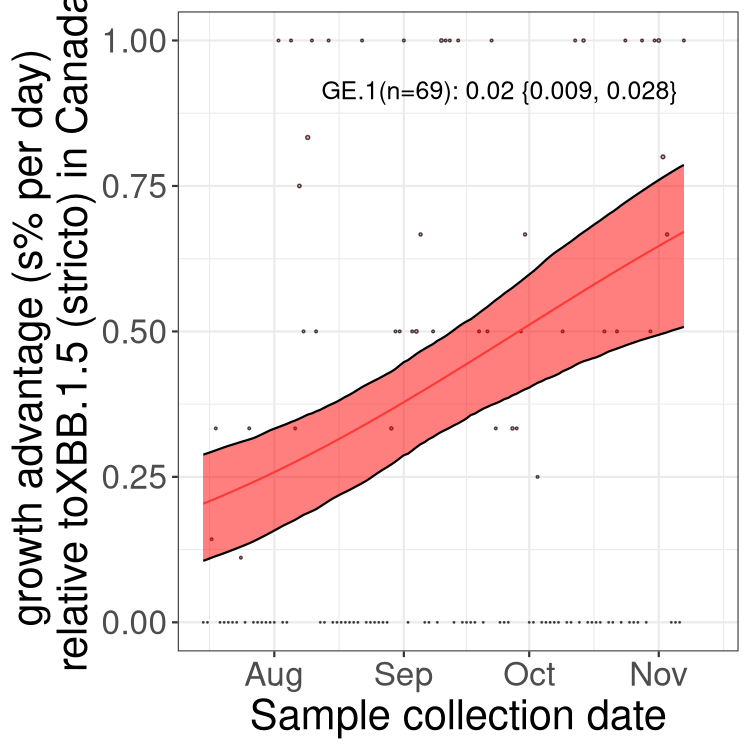 growth advantage (s% per day)
relative toXBB.1.5 (stricto) in Canada
1.00
0.75
0.50
0.25
0.00
GE.1(n=69): 0.02 {0.009, 0.028}
Aug Sep Oct Nov
Sample collection date